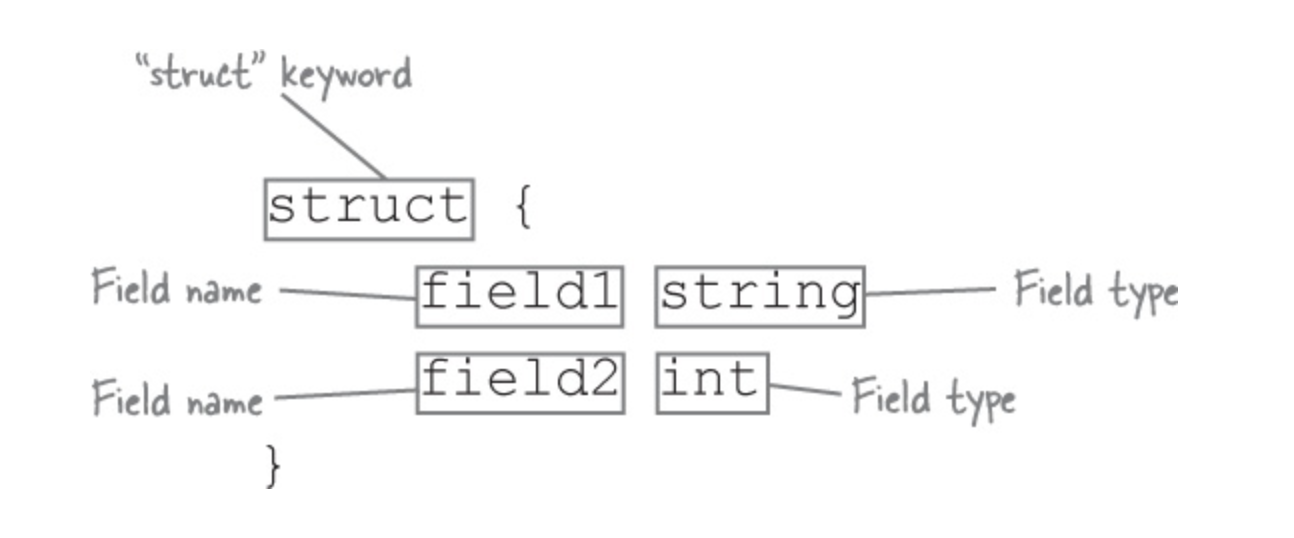 “struct” keyword
struct {
Field name field1 string Field type
Field name field2 int Field type
}